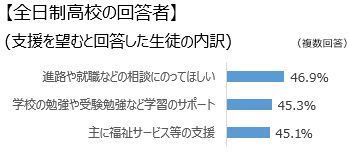 【全日制高校の回答者】
(支援を望むと回答した生徒の内訳)
（複数回答）
進路や就職などの相談にのってほしい 46.9%
学校の勉強や受験勉強など学習のサポート 45.3%
主に福祉サービス等の支援 45.1%